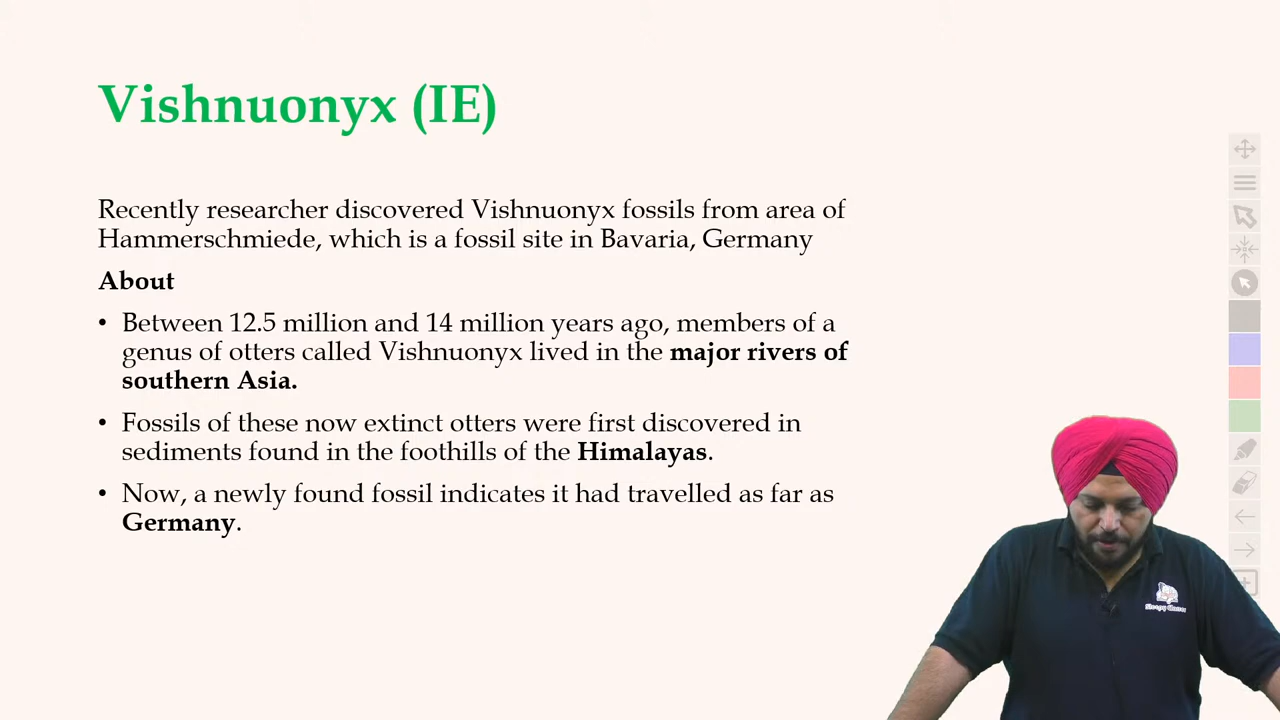 Vishnuonyx (IE)
Recently researcher discovered Vishnuonyx fossils from area of
Hammerschmiede, which is a fossil site in Bavaria, Germany
About
• Between 12.5 million and 14 million years ago, members of a
genus of otters called Vishnuonyx lived in the major rivers of
southern Asia.
• Fossils of these now extinct otters were first discovered in
sediments found in the foothills of the Himalayas.
• Now, a newly found fossil indicates it had travelled as far as
Germany.